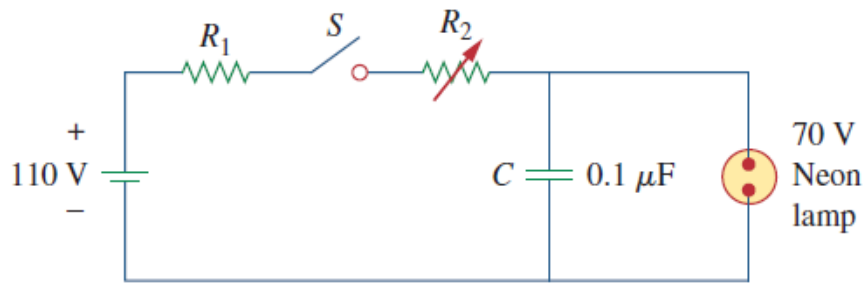 R1
S
R2
+
110 V
–
C
0.1 μF
70 V
Neon
lamp